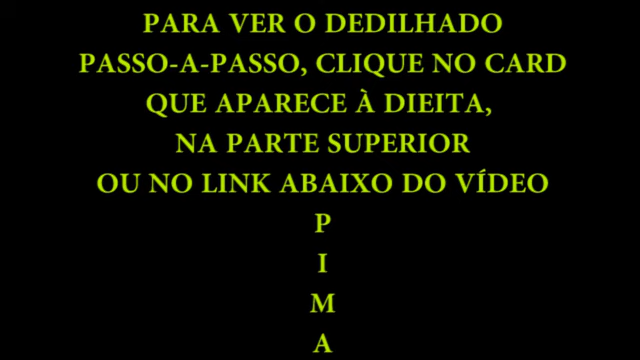 PARA VER O DEDILHADO
PASSO-A-PASSO, CLIQUE NO CARD
QUE APARECE À DIEITA,
NA PARTE SUPERIOR
OU NO LINK ABAIXO DO VÍDEO
P
I
M
A